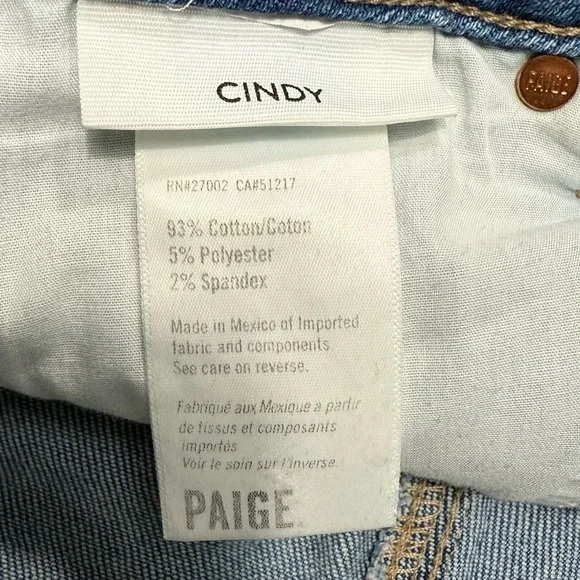 CINDY
PAIGE
RN#27002 CA#51217
93% Cotton/Coton
5% Polyester
2% Spandex
Made in Mexico of Imported
fabric and components.
See care on reverse.
Fabriqué aux Mexique a partir
de tissus et composants
importés
Voir le soin sur l'inverse.
PAIGE